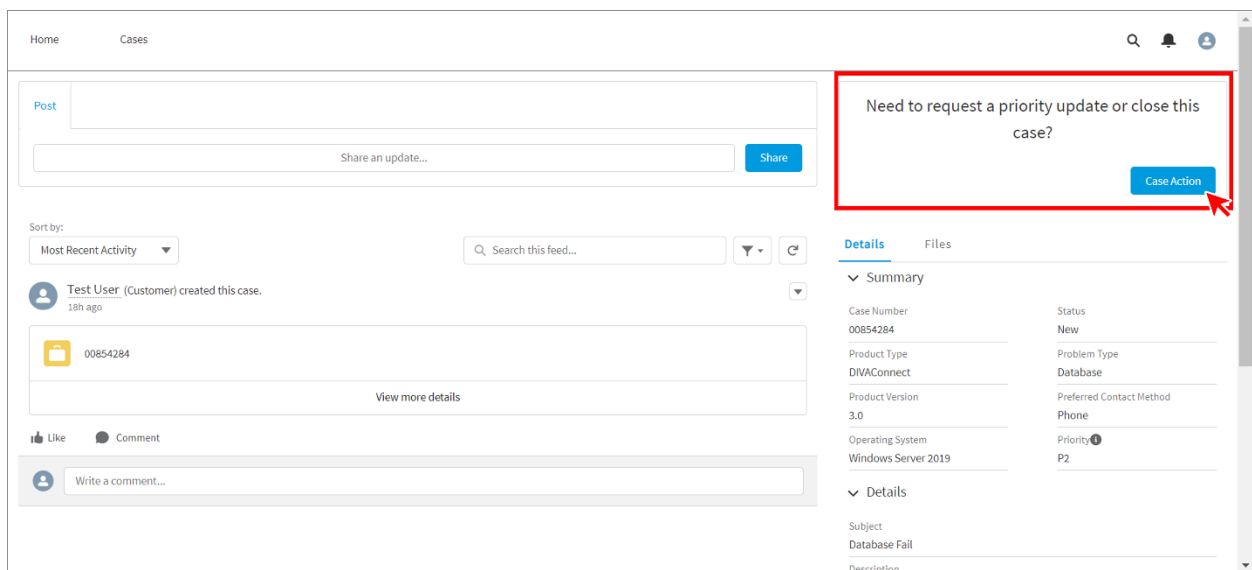 Home
Cases
Post
Share an update...
Share
Need to request a priority update or close this
case?
Case Action
Sort by:
Most Recent Activity
Search this feed...
Test User (Customer) created this case.
18h ago
00854284
View more details
Like
Comment
Write a comment...
Details
Files
Summary
Case Number
00854284
Status
New
Product Type
DIVAConnect
Problem Type
Database
Product Version
3.0
Preferred Contact Method
Phone
Operating System
Windows Server 2019
Priority
P2
Details
Subject
Database Fail
Description